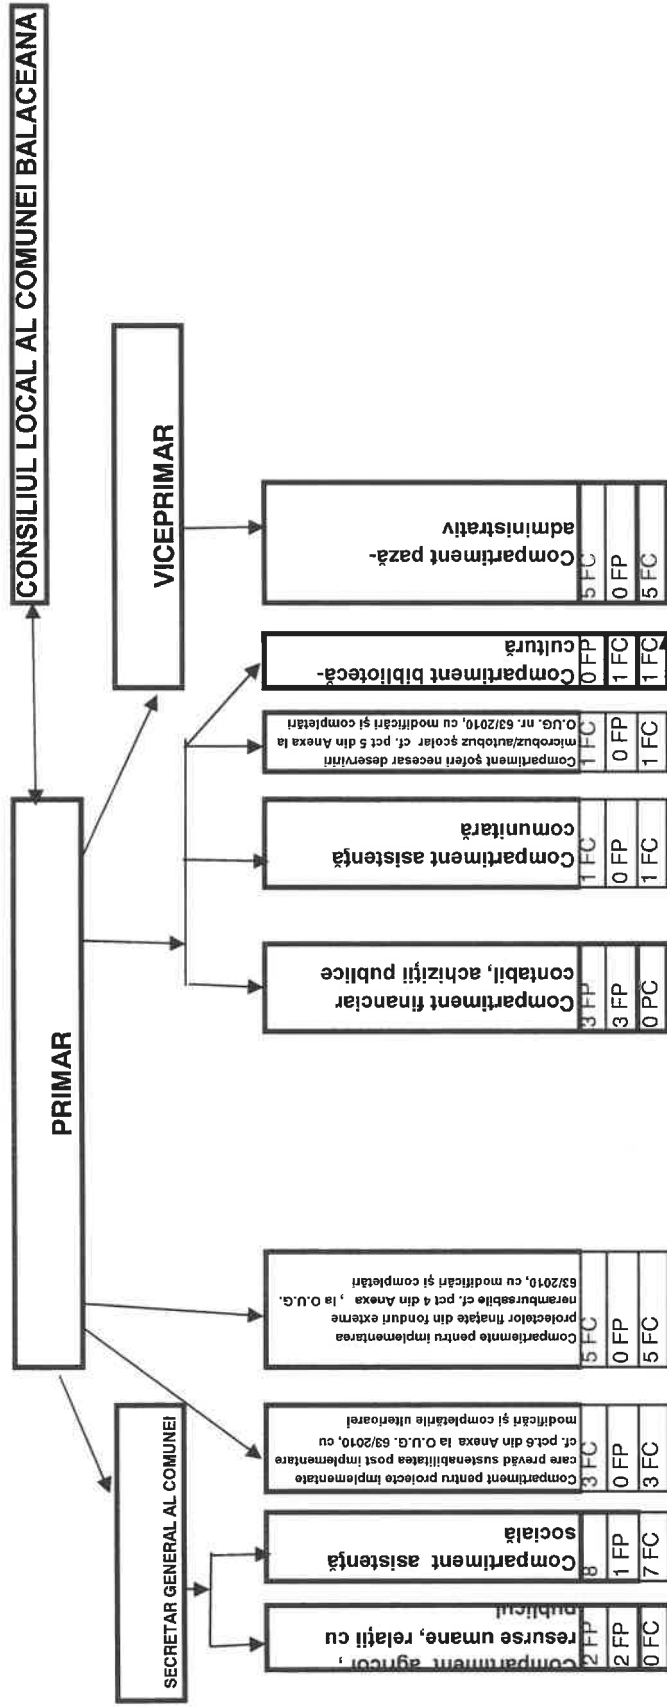 CONSILIUL LOCAL AL COMUNEI BALACEANA
PRIMAR
VICEPRIMAR
SECRETAR GENERAL AL COMUNEI
Compartiment agricol ,
resurse umane, relații cu
publicul
2 FP
2 FP
0 FC
Compartiment asistență
socială
8
1 FP
7 FC
Compartiment pentru proiecte implementate
care prevăd sustenabilitatea post implementare
cf. pct.6 din Anexa la O.U.G. 63/2010, cu
modificări și completările ulterioarel
3 FC
0 FP
3 FC
Compartiemnte pentru implementarea
proiectelor finațate din fonduri externe
nerambursabile cf. pct 4 din Anexa , la O.U.G.
63/2010, cu modificări și completări
5 FC
0 FP
5 FC
Compartiment financiar
contabil, achiziții publice
3 FP
3 FP
0 PC
Compartiment asistență
comunitară
1 FC
0 FP
1 FC
Compartiment șoferi necesar deservirini
microbuz/autobuz școlar cf. pct 5 din Anexa la
O.UG. nr. 63/2010, cu modificări și completări
1 FC
0 FP
1 FC
Compartiment bibliotecă-
cultură
0 FP
1 FC
1 FC
Compartiment pază-
administrativ
5 FC
0 FP
5 FC